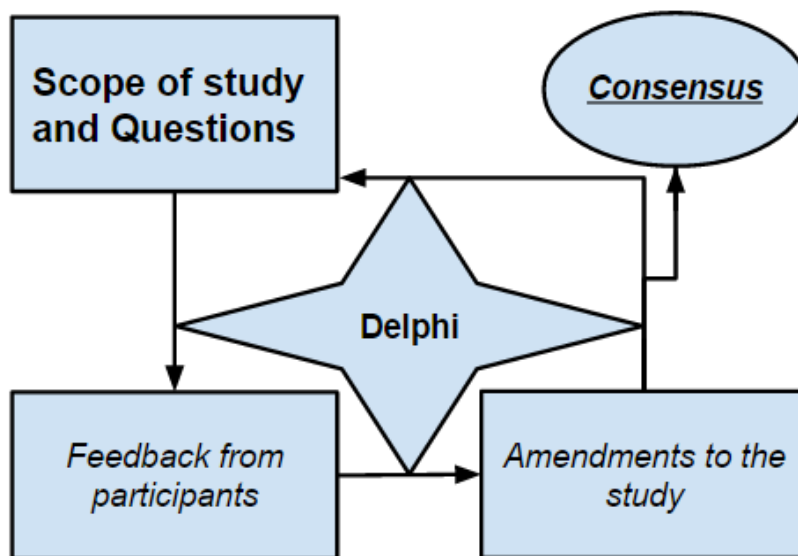 Scope of study
and Questions
Consensus
Delphi
Feedback from
participants
Amendments to the
study